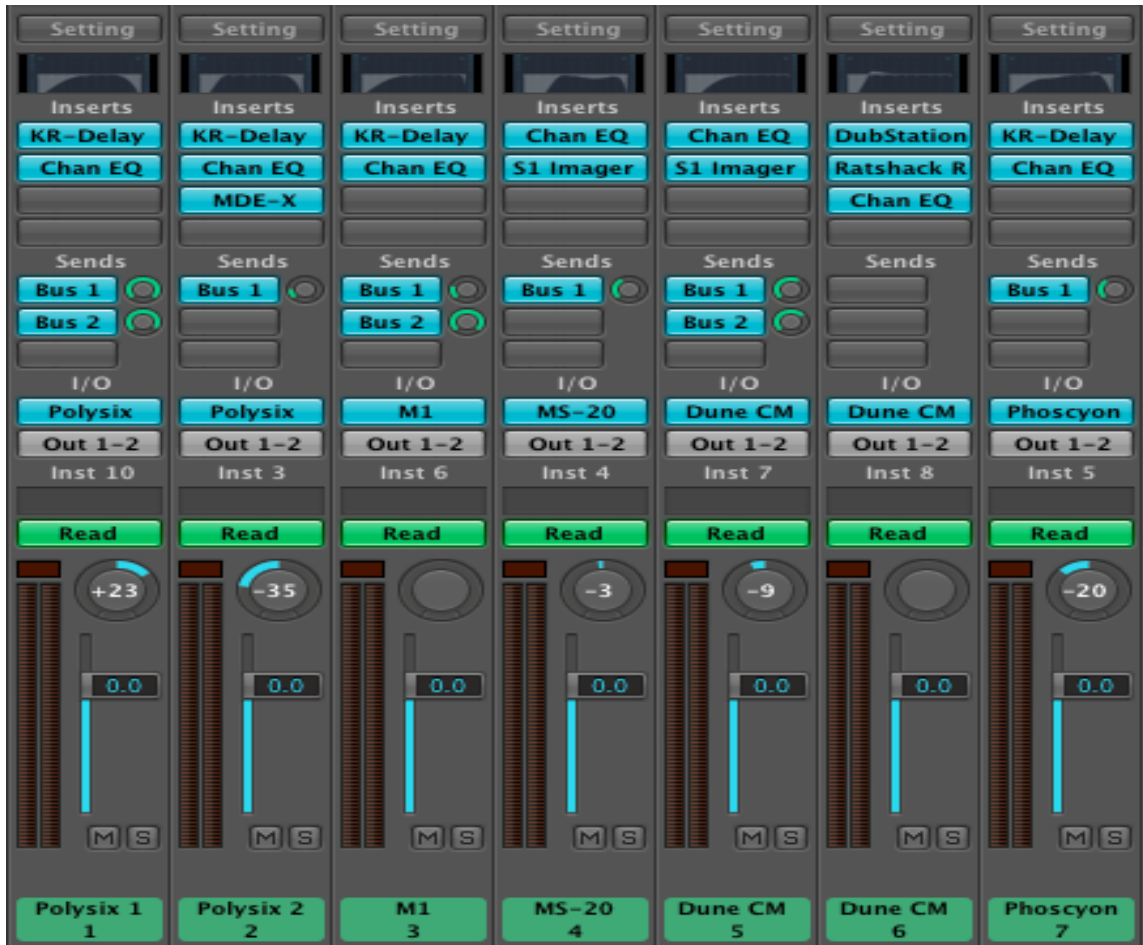 Setting Setting Setting Setting Setting Setting Setting
Inserts Inserts Inserts Inserts Inserts Inserts Inserts
KR-Delay KR-Delay KR-Delay Chan EQ Chan EQ DubStation KR-Delay
Chan EQ Chan EQ Chan EQ S1 Imager S1 Imager Ratshack R Chan EQ
MDE-X Chan EQ
Sends Sends Sends Sends Sends Sends Sends
Bus 1 Bus 1 Bus 1 Bus 1 Bus 1 Bus 1
Bus 2 Bus 2 Bus 2
I/O I/O I/O I/O I/O I/O I/O
Polysix Polysix M1 MS-20 Dune CM Dune CM Phoscyon
Out 1-2 Out 1-2 Out 1-2 Out 1-2 Out 1-2 Out 1-2 Out 1-2
Inst 10 Inst 3 Inst 6 Inst 4 Inst 7 Inst 8 Inst 5
Read Read Read Read Read Read Read
+23 -35 -3 -9 -20
0.0 0.0 0.0 0.0 0.0 0.0 0.0
M S M S M S M S M S M S M S
Polysix 1 Polysix 2 M1 MS-20 Dune CM Dune CM Phoscyon
1 2 3 4 5 6 7